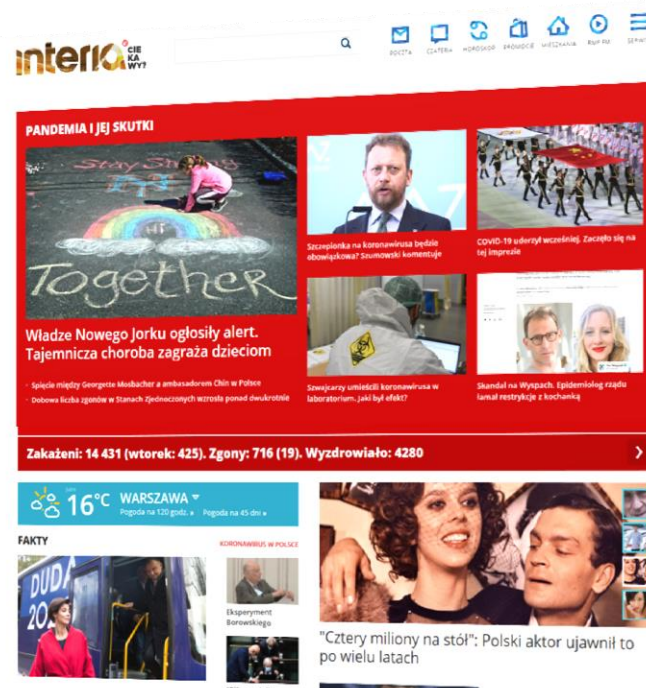 interia
CIE
KA
WY?
POCZTA
CZATERIA
HOROSKOP
PROMOCJE
MIESZKANIA
RMF FM
PANDEMIA I JEJ SKUTKI
Stay Strong
HI
Together
Władze Nowego Jorku ogłosiły alert.
Tajemnicza choroba zagraża dzieciom
Spięcie między Georgette Mosbacher a ambasadorem Chin w Polsce
Dobowa liczba zgonów w Stanach Zjednoczonych wzrosła ponad dwukrotnie
Szczepionka na koronawirusa będzie
obowiązkowa? Szumowski komentuje
COVID-19 uderzył wcześniej. Zaczęło się na
tej imprezie
Szwajcarzy umieścili koronawirusa w
laboratorium. Jaki był efekt?
Skandal na Wyspach. Epidemiolog rządu
łamał restrykcje z kochanką
Zakażeni: 14 431 (wtorek: 425). Zgony: 716 (19). Wyzdrowiało: 4280
16°C
WARSZAWA
Pogoda na 120 godz. » Pogoda na 45 dni »
FAKTY
KORONAWIRUS W POLSCE
DUDA
20
Eksperyment
Borowskiego
"Cztery miliony na stół": Polski aktor ujawnił to
po wielu latach